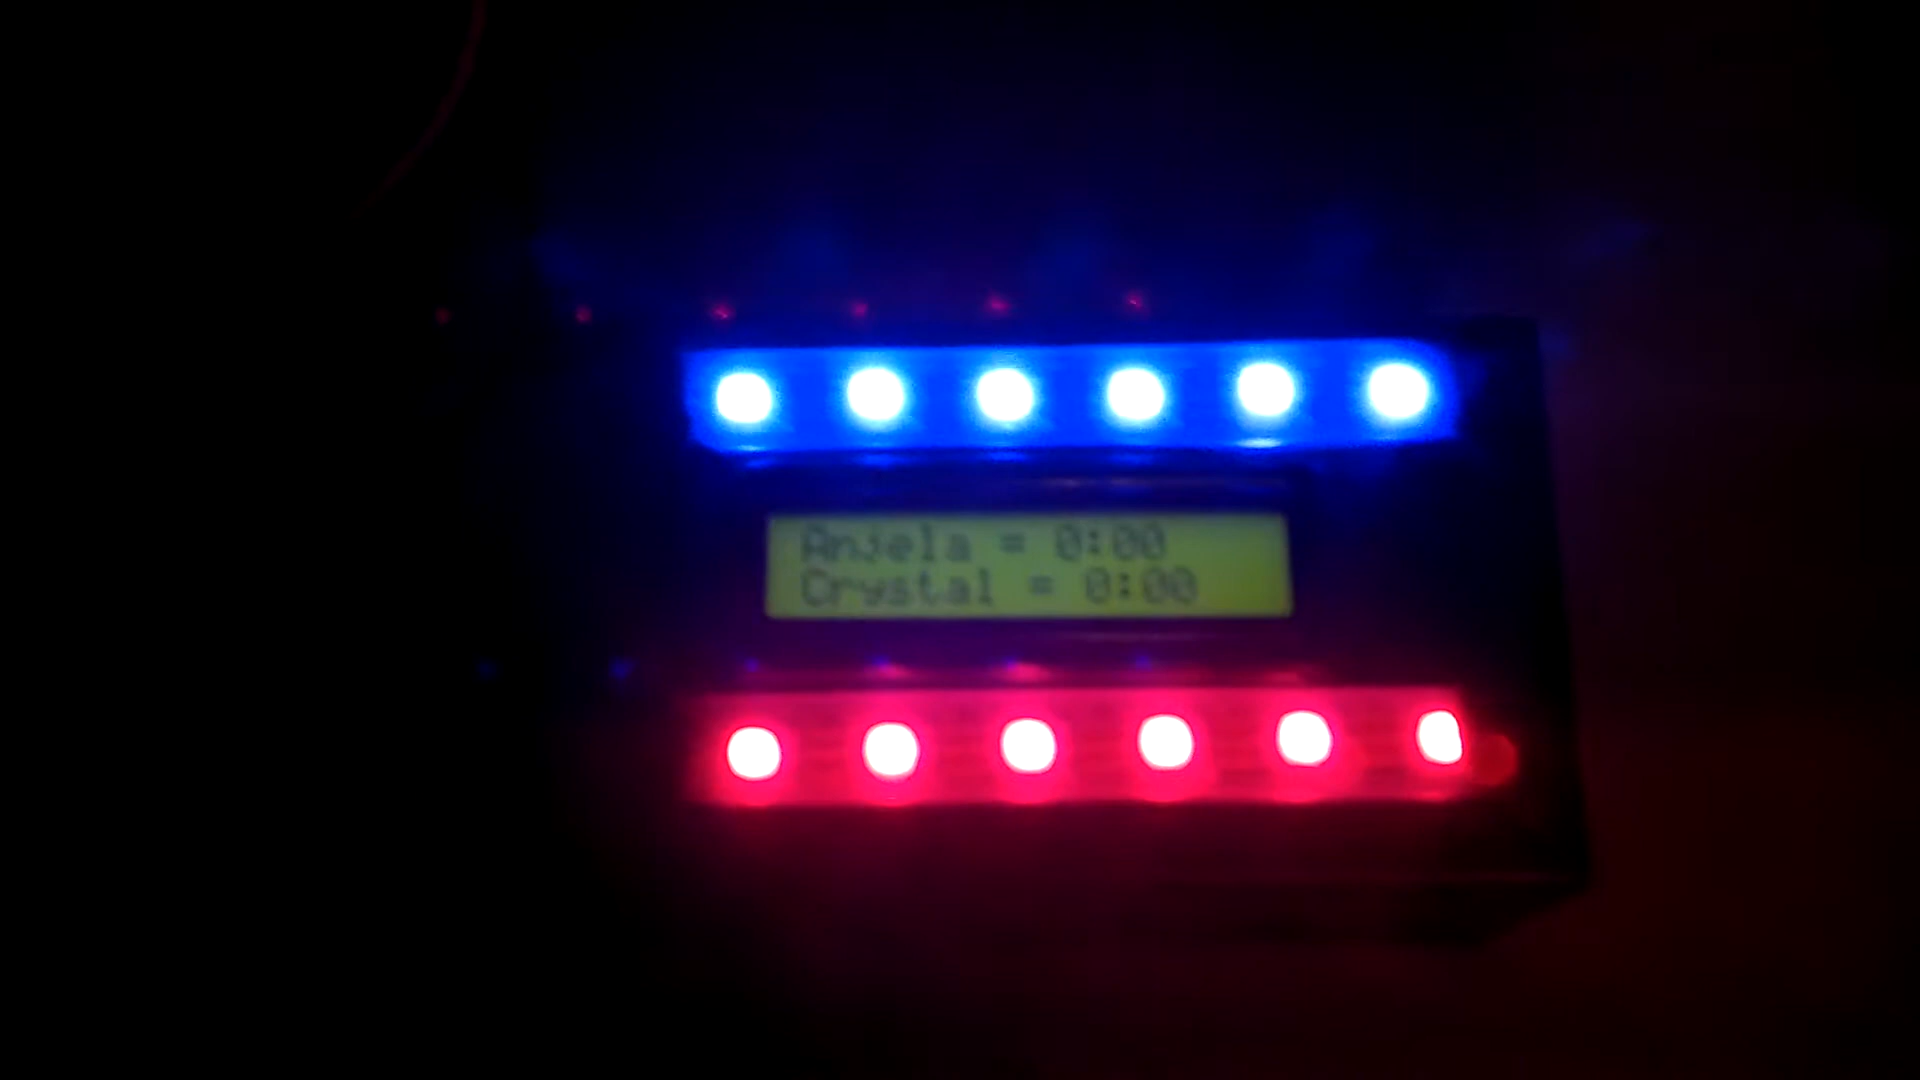 Anjela = 0:00
Crystal = 0:00